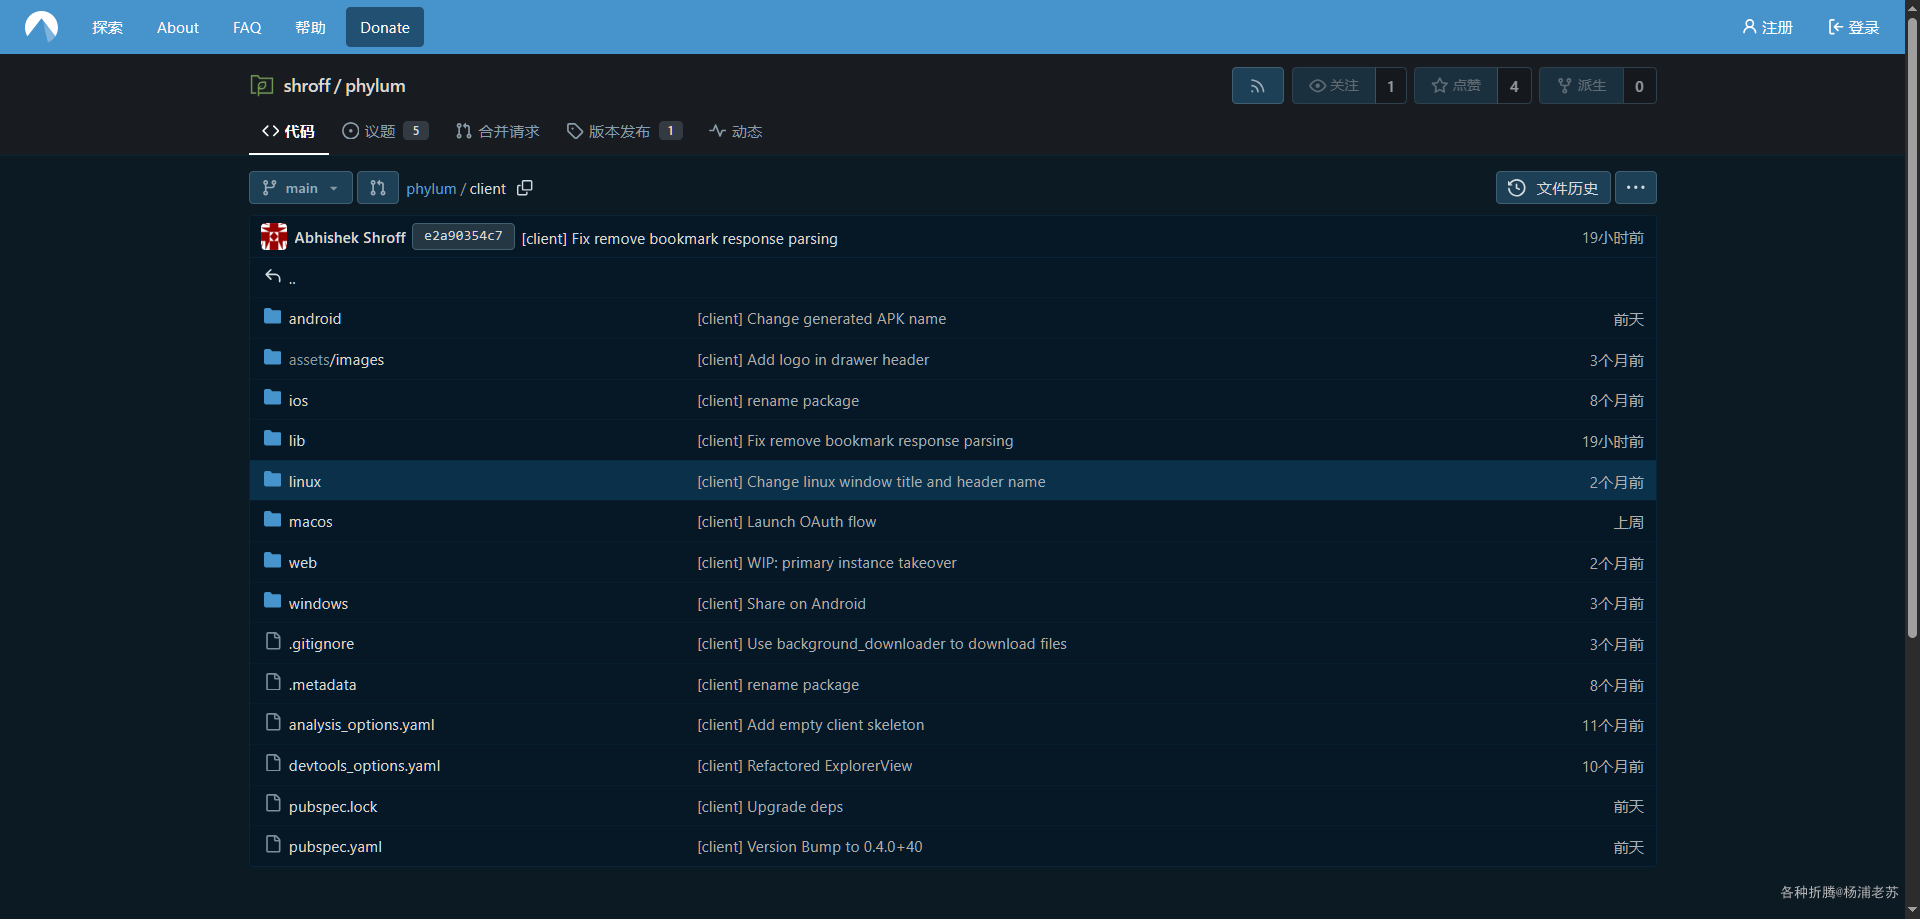 探索 About FAQ 帮助 Donate 注册 登录
shroff / phylum 关注 1 点赞 4 派生 0
代码 议题 5 合并请求 版本发布 1 动态
main phylum / client 文件历史
Abhishek Shroff e2a90354c7 [client] Fix remove bookmark response parsing 19小时前
..
android [client] Change generated APK name 前天
assets/images [client] Add logo in drawer header 3个月前
ios [client] rename package 8个月前
lib [client] Fix remove bookmark response parsing 19小时前
linux [client] Change linux window title and header name 2个月前
macos [client] Launch OAuth flow 上周
web [client] WIP: primary instance takeover 2个月前
windows [client] Share on Android 3个月前
.gitignore [client] Use background_downloader to download files 3个月前
.metadata [client] rename package 8个月前
analysis_options.yaml [client] Add empty client skeleton 11个月前
devtools_options.yaml [client] Refactored ExplorerView 10个月前
pubspec.lock [client] Upgrade deps 前天
pubspec.yaml [client] Version Bump to 0.4.0+40 前天
各种折腾@杨浦老苏